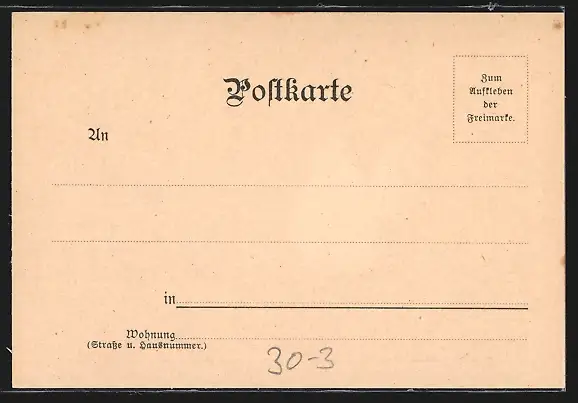 Postkarte
Zum
Aufkleben
der
Freimarke.
An
in
Wohnung
(Straße u. Hausnummer.)
30-3